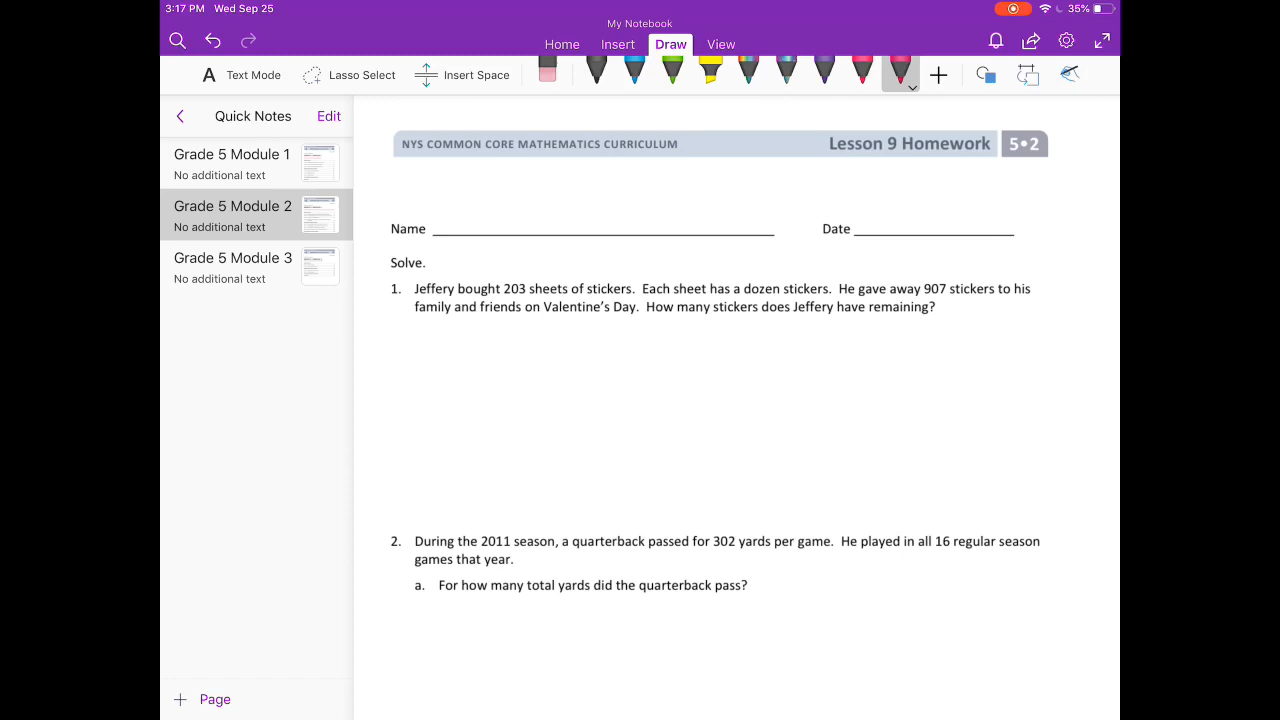 3:17 PM Wed Sep 25
35%
My Notebook
Home Insert Draw View
A Text Mode Lasso Select Insert Space
Quick Notes Edit
Grade 5 Module 1
No additional text
Grade 5 Module 2
No additional text
Grade 5 Module 3
No additional text
+ Page
NYS COMMON CORE MATHEMATICS CURRICULUM Lesson 9 Homework 5•2
Name ____ Date ____
Solve.
1. Jeffery bought 203 sheets of stickers. Each sheet has a dozen stickers. He gave away 907 stickers to his
family and friends on Valentine's Day. How many stickers does Jeffery have remaining?
2. During the 2011 season, a quarterback passed for 302 yards per game. He played in all 16 regular season
games that year.
a. For how many total yards did the quarterback pass?